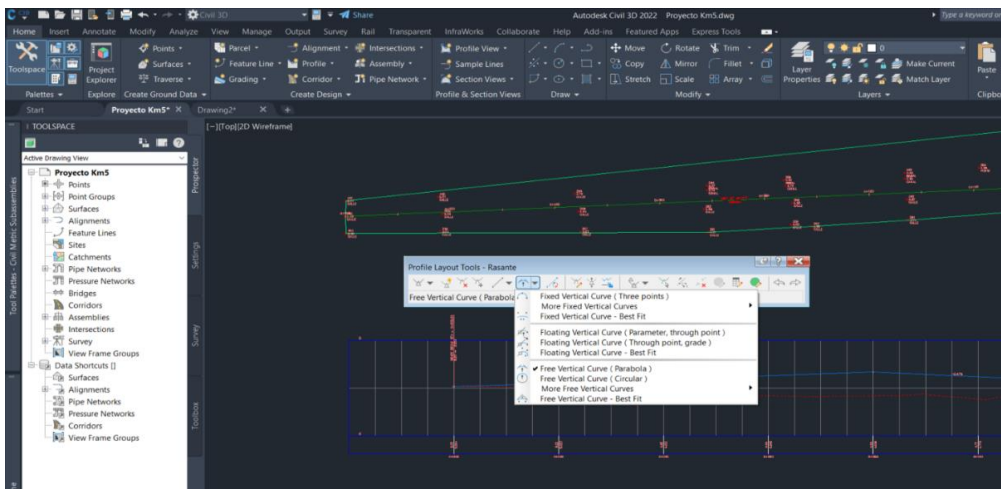 Civil 3D
Share
Autodesk Civil 3D 2022 Proyecto Km5.dwg
Type a keyword or
Home Insert Annotate Modify Analyze View Manage Output Survey Rail Transparent InfraWorks Collaborate Help Add-ins Featured Apps Express Tools
Points Parcel Alignment Intersections Profile View Move Rotate Trim 0
Toolspace Project Explorer Surfaces Feature Line Profile Assembly Sample Lines Copy Mirror Fillet Layer Properties Make Current Paste
Traverse Grading Corridor Pipe Network Section Views Stretch Scale Array Match Layer
Palettes Explore Create Ground Data Create Design Profile & Section Views Draw Modify Layers Clipbo
Start Proyecto Km5* Drawing2*
TOOLSPACE
[-][Top][2D Wireframe]
Active Drawing View
Proyecto Km5
Points
Point Groups
Surfaces
Alignments
Feature Lines
Sites
Catchments
Pipe Networks
Pressure Networks
Bridges
Corridors
Assemblies
Intersections
Survey
View Frame Groups
Data Shortcuts []
Surfaces
Alignments
Pipe Networks
Pressure Networks
Corridors
View Frame Groups
Prospector
Settings
Survey
Toolbox
Tool Palettes - Civil Metric Subassemblies
Profile Layout Tools - Rasante
Free Vertical Curve (Parabola
Fixed Vertical Curve (Three points)
More Fixed Vertical Curves
Fixed Vertical Curve - Best Fit
Floating Vertical Curve (Parameter, through point)
Floating Vertical Curve (Through point, grade)
Floating Vertical Curve - Best Fit
Free Vertical Curve (Parabola)
Free Vertical Curve (Circular)
More Free Vertical Curves
Free Vertical Curve - Best Fit